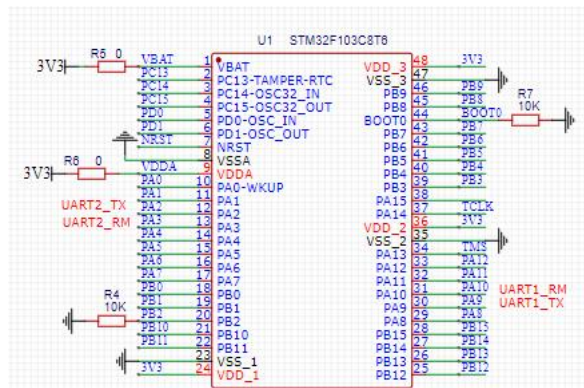 U1 STM32F103C8T6
R5 0
3V3 VBAT 1 VBAT VDD_3 48 3V3
PC13 2 PC13-TAMPER-RTC VSS_3 47
PC14 3 PC14-OSC32_IN PB9 46 PB9
PC15 4 PC15-OSC32_OUT PB8 45 PB8
R7
10K
PD0 5 PD0-OSC_IN BOOT0 44 BOOT0
PD1 6 PD1-OSC_OUT PB7 43 PB7
NRST 7 NRST PB6 42 PB6
8 VSSA PB5 41 PB5
R6 0
3V3 VDDA 9 VDDA PB4 40 PB4
PA0 10 PA0-WKUP PB3 39 PB3
PA1 11 PA1 PA15 38
UART2_TX PA2 12 PA2 PA14 37 TCLK
UART2_RM PA3 13 PA3 VDD_2 36 3V3
PA4 14 PA4 VSS_2 35
PA5 15 PA5 PA13 34 TMS
PA6 16 PA6 PA12 33 PA12
PA7 17 PA7 PA11 32 PA11
PB0 18 PB0 PA10 31 PA10 UART1_RM
PB1 19 PB1 PA9 30 PA9 UART1_TX
R4
10K
PB2 20 PB2 PA8 29 PA8
PB10 21 PB10 PB15 28 PB15
PB11 22 PB11 PB14 27 PB14
23 VSS_1 PB13 26 PB13
3V3 24 VDD_1 PB12 25 PB12